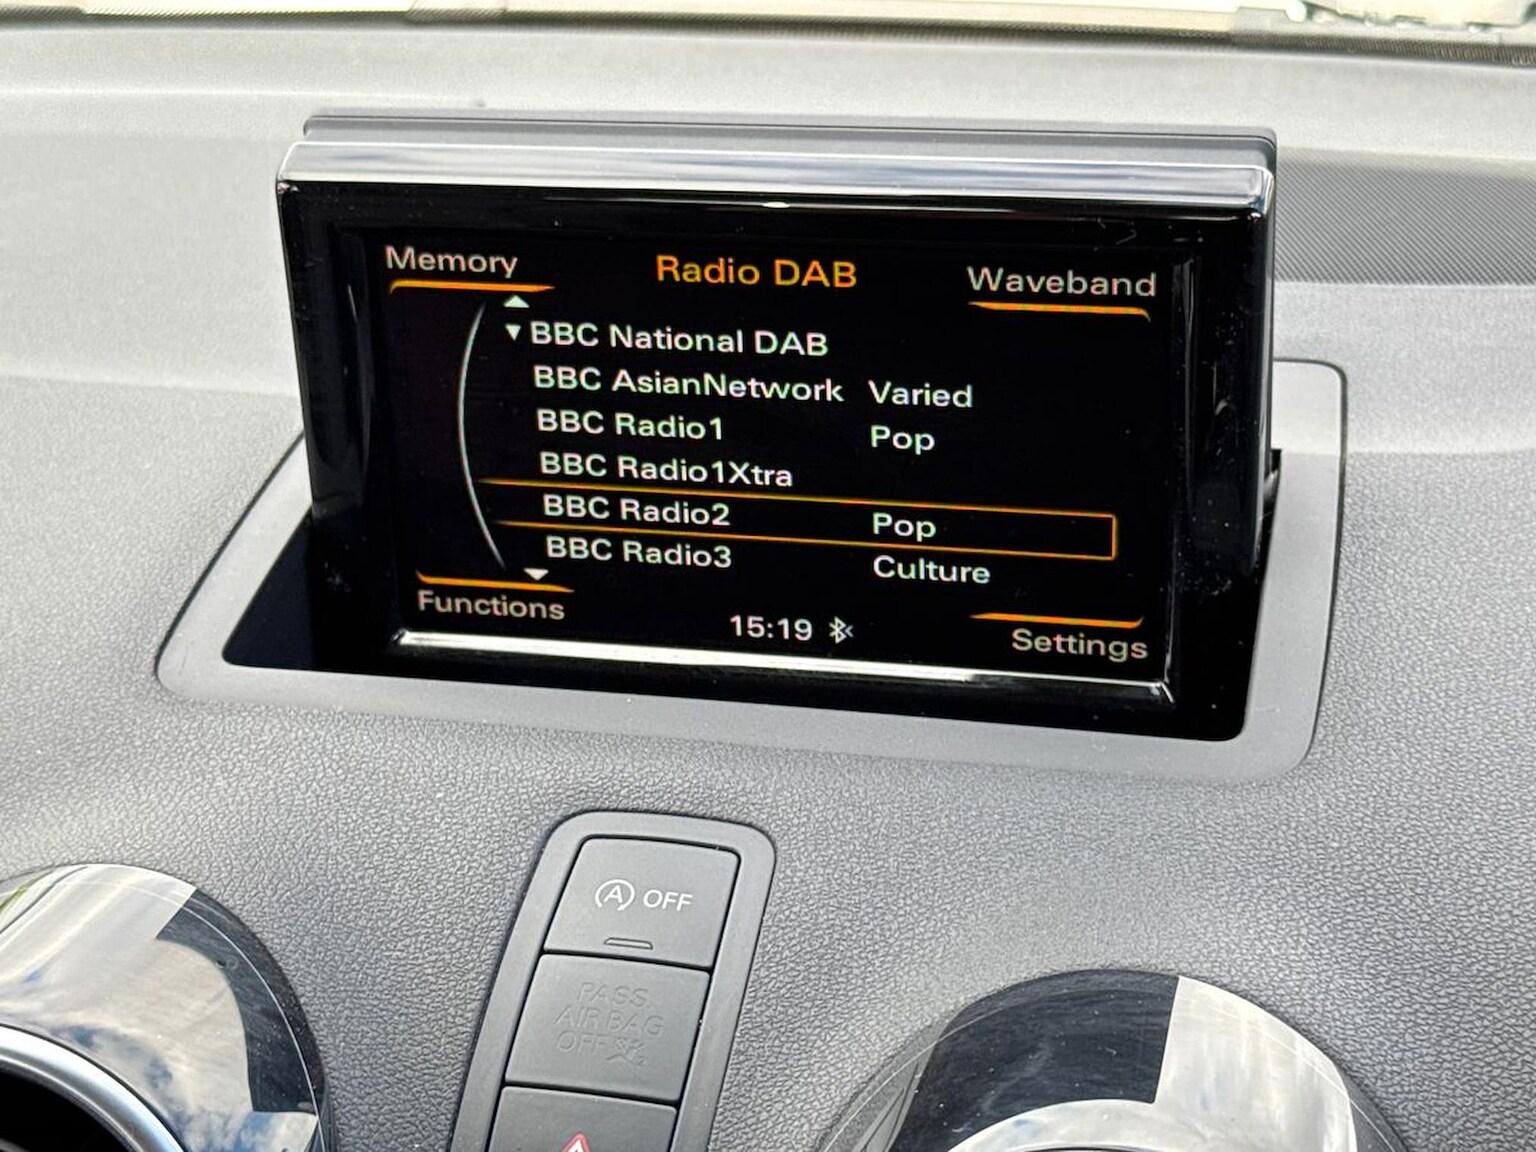 Memory Radio DAB Waveband
BBC National DAB
BBC AsianNetwork Varied
BBC Radio1 Pop
BBC Radio1Xtra
BBC Radio2 Pop
BBC Radio3 Culture
Functions 15:19 Settings
A OFF
PASS
AIR BAG
OFF